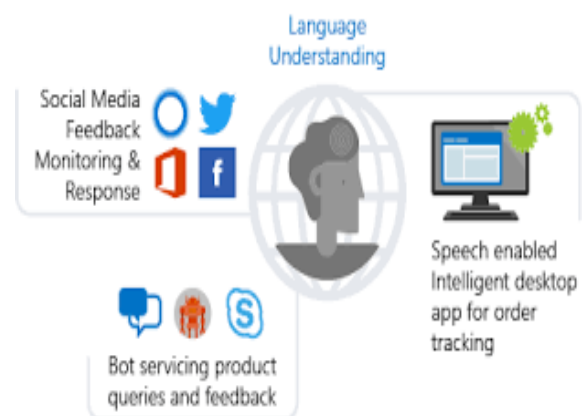 Language
Understanding
Social Media
Feedback
Monitoring &
Response
Speech enabled
Intelligent desktop
app for order
tracking
Bot servicing product
queries and feedback